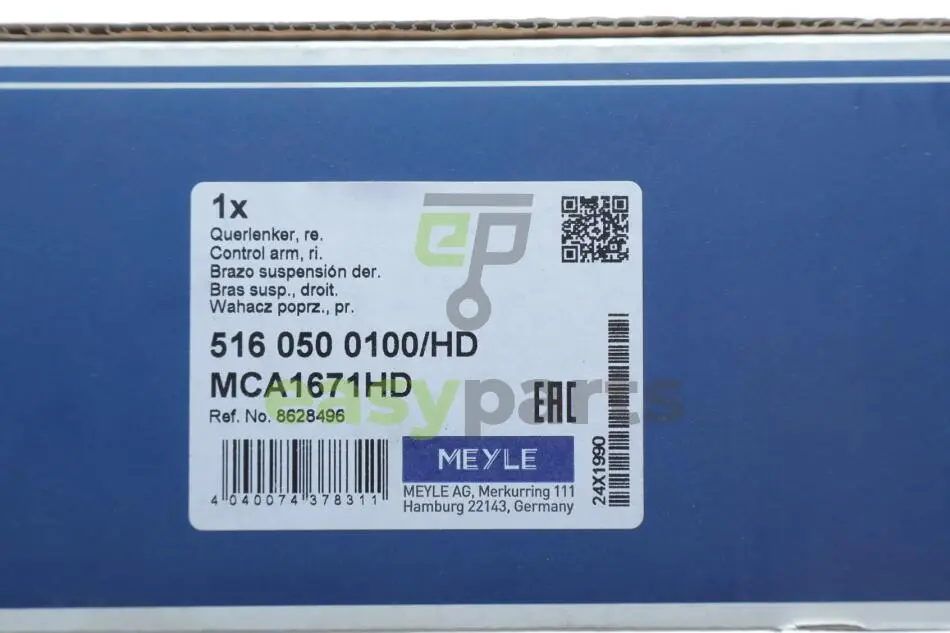 1x
Querlenker, re.
Control arm, ri.
Brazo suspensión der.
Bras susp., droit.
Wahacz poprz., pr.
516 050 0100/HD
MCA1671HD
Ref. No. 8628496
EAC
4 040074 378311
MEYLE
MEYLE AG, Merkurring 111
Hamburg 22143, Germany
24X1990
ep
easyparts